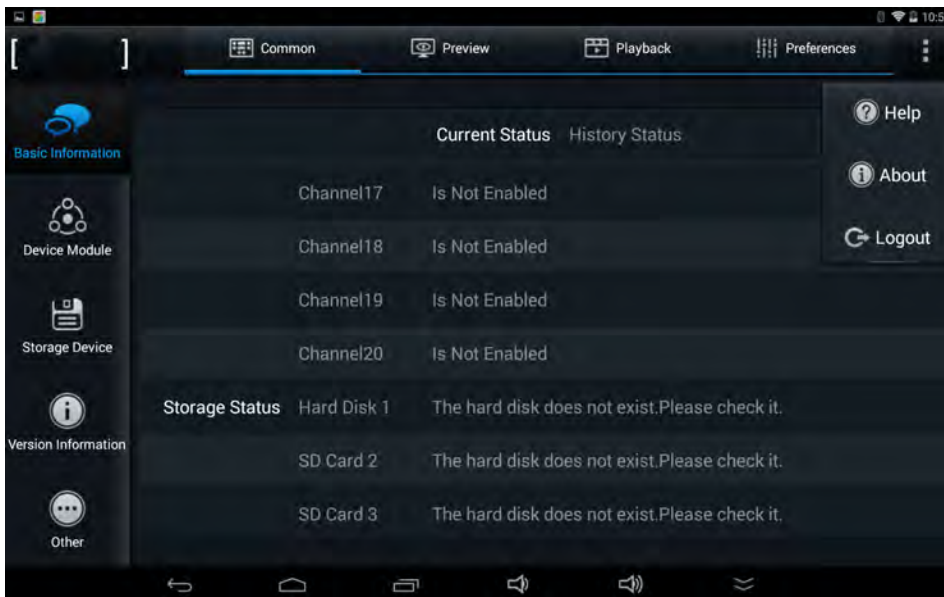 10:5
[ ]
Common
Preview
Playback
Preferences
Help
About
Logout
Basic Information
Device Module
Storage Device
Version Information
Other
Current Status History Status
Channel17 Is Not Enabled
Channel18 Is Not Enabled
Channel19 Is Not Enabled
Channel20 Is Not Enabled
Storage Status Hard Disk 1 The hard disk does not exist.Please check it.
SD Card 2 The hard disk does not exist.Please check it.
SD Card 3 The hard disk does not exist.Please check it.